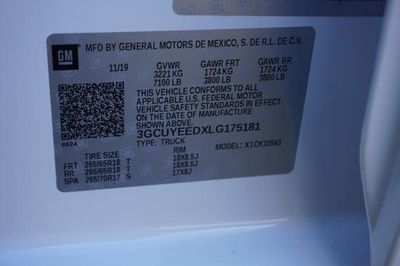 GM
MFD BY GENERAL MOTORS DE MEXICO, S. DE R.L. DE C.V.
11/19 GVWR GAWR FRT GAWR RR
3221 KG 1724 KG 1724 KG
7100 LB 3800 LB 3800 LB
THIS VEHICLE CONFORMS TO ALL
APPLICABLE U.S. FEDERAL MOTOR
VEHICLE SAFETY STANDARDS IN EFFECT
ON THE DATE OF MANUFACTURE
SHOWN ABOVE.
3GCUYEEDXLG175181
8624 TYPE: TRUCK MODEL: X1CK10543
TIRE SIZE RIM
FRT 265/65R18 T 18X8.5J
RR 265/65R18 T 18X8.5J
SPA 265/70R17 S 17X8J